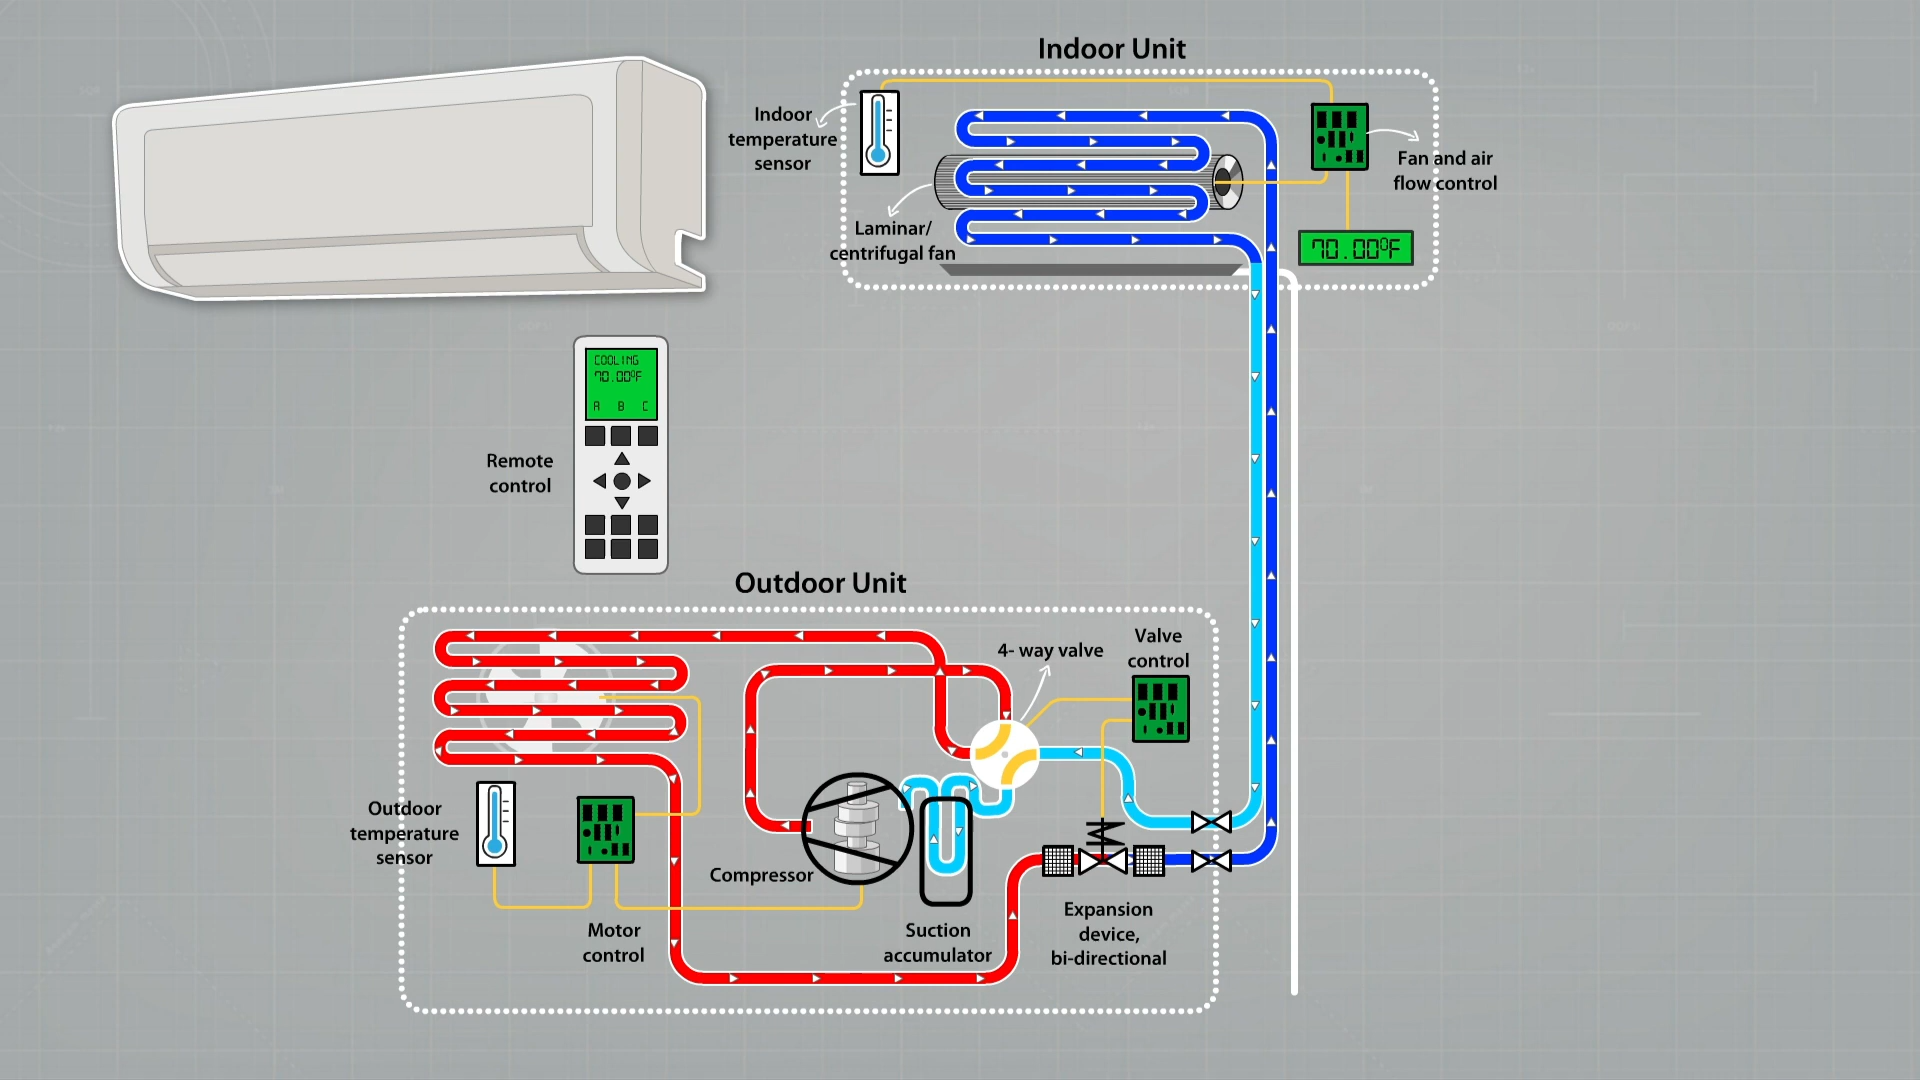 Indoor Unit
Indoor
temperature
sensor
Fan and air
flow control
Laminar/
centrifugal fan
70.00°F
COOLING
70.00°F
A B C
Remote
control
Outdoor Unit
4- way valve
Valve
control
Outdoor
temperature
sensor
Compressor
Motor
control
Suction
accumulator
Expansion
device,
bi-directional